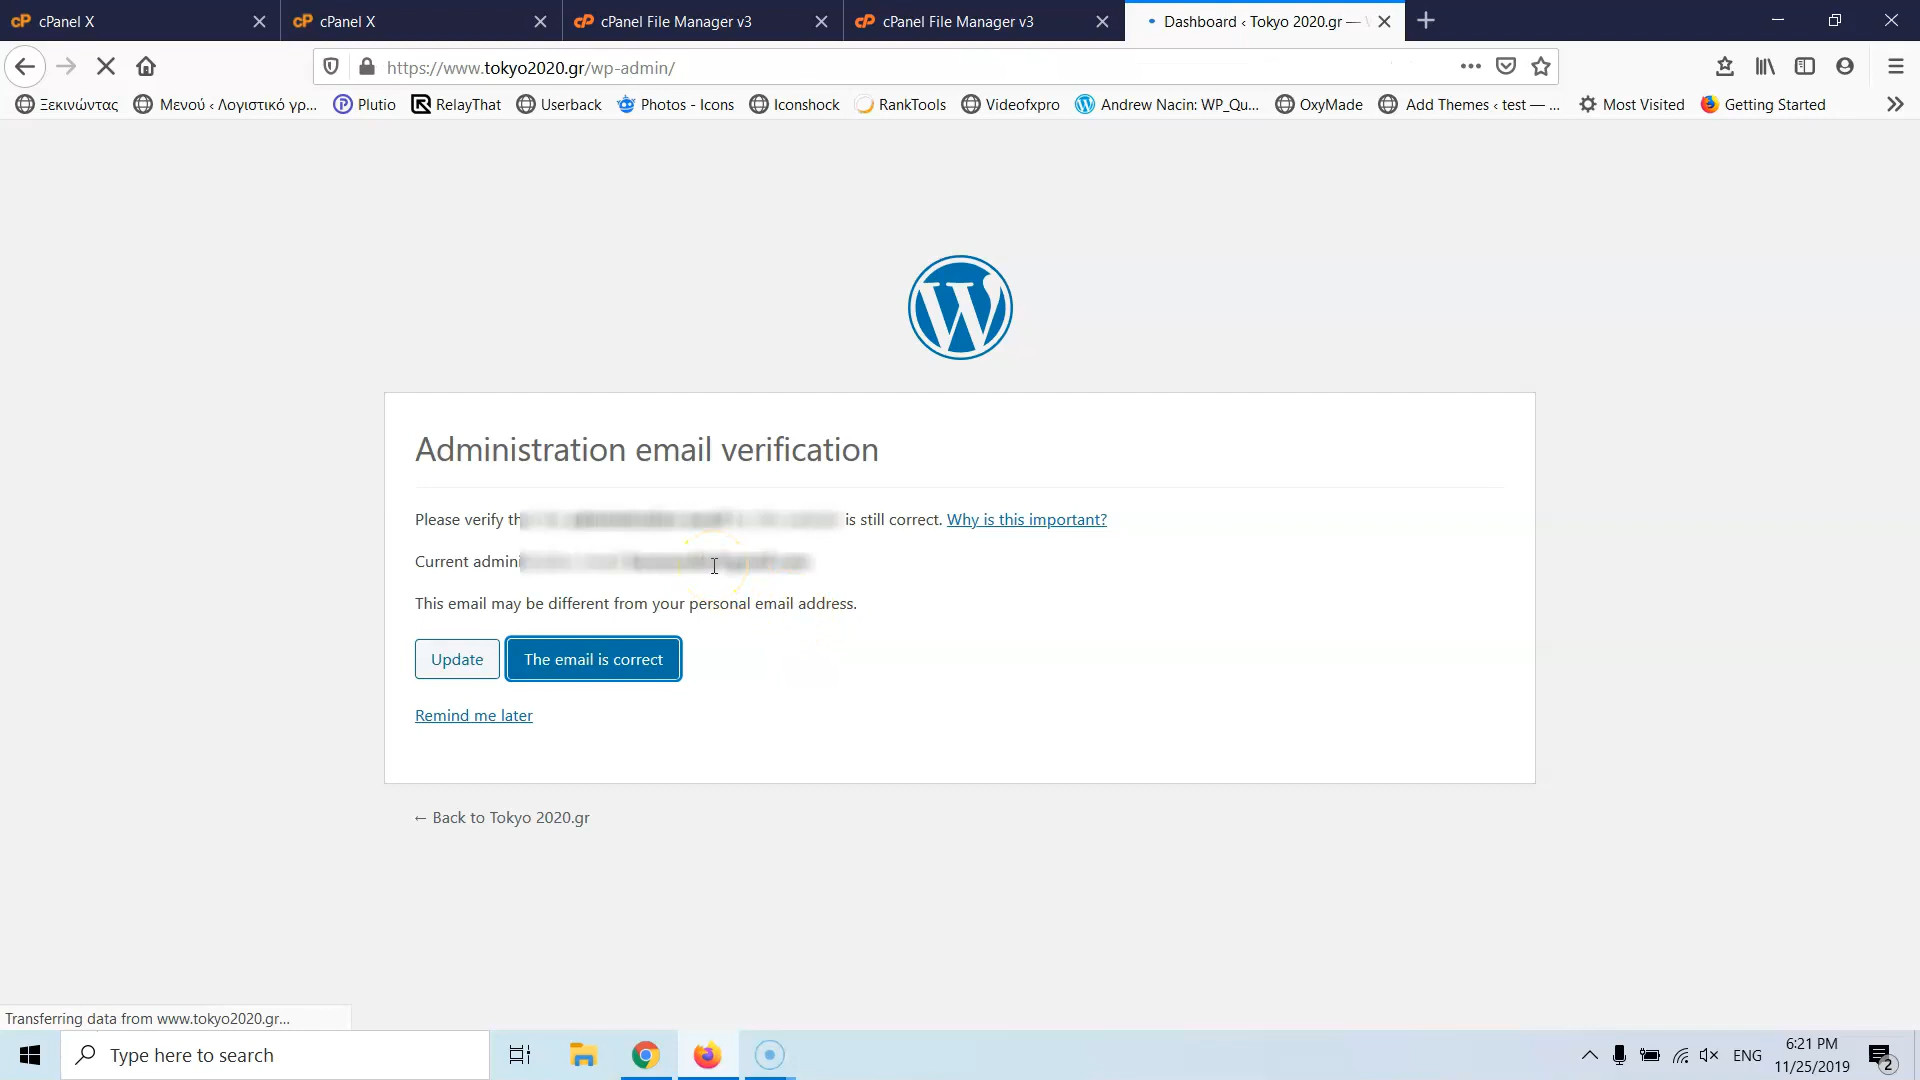 cPanel X
cPanel X
cPanel File Manager v3
cPanel File Manager v3
Dashboard ‹ Tokyo 2020.gr —
https://www.tokyo2020.gr/wp-admin/
Ξεκινώντας
Μενού ‹ Λογιστικό γρ...
Plutio
RelayThat
Userback
Photos - Icons
Iconshock
RankTools
Videofxpro
Andrew Nacin: WP_Qu...
OxyMade
Add Themes ‹ test — ...
Most Visited
Getting Started
Administration email verification
Please verify is still correct. Why is this important?
Current
This email may be different from your personal email address.
Update
The email is correct
Remind me later
← Back to Tokyo 2020.gr
Transferring data from www.tokyo2020.gr...
Type here to search
ENG
6:21 PM
11/25/2019
2